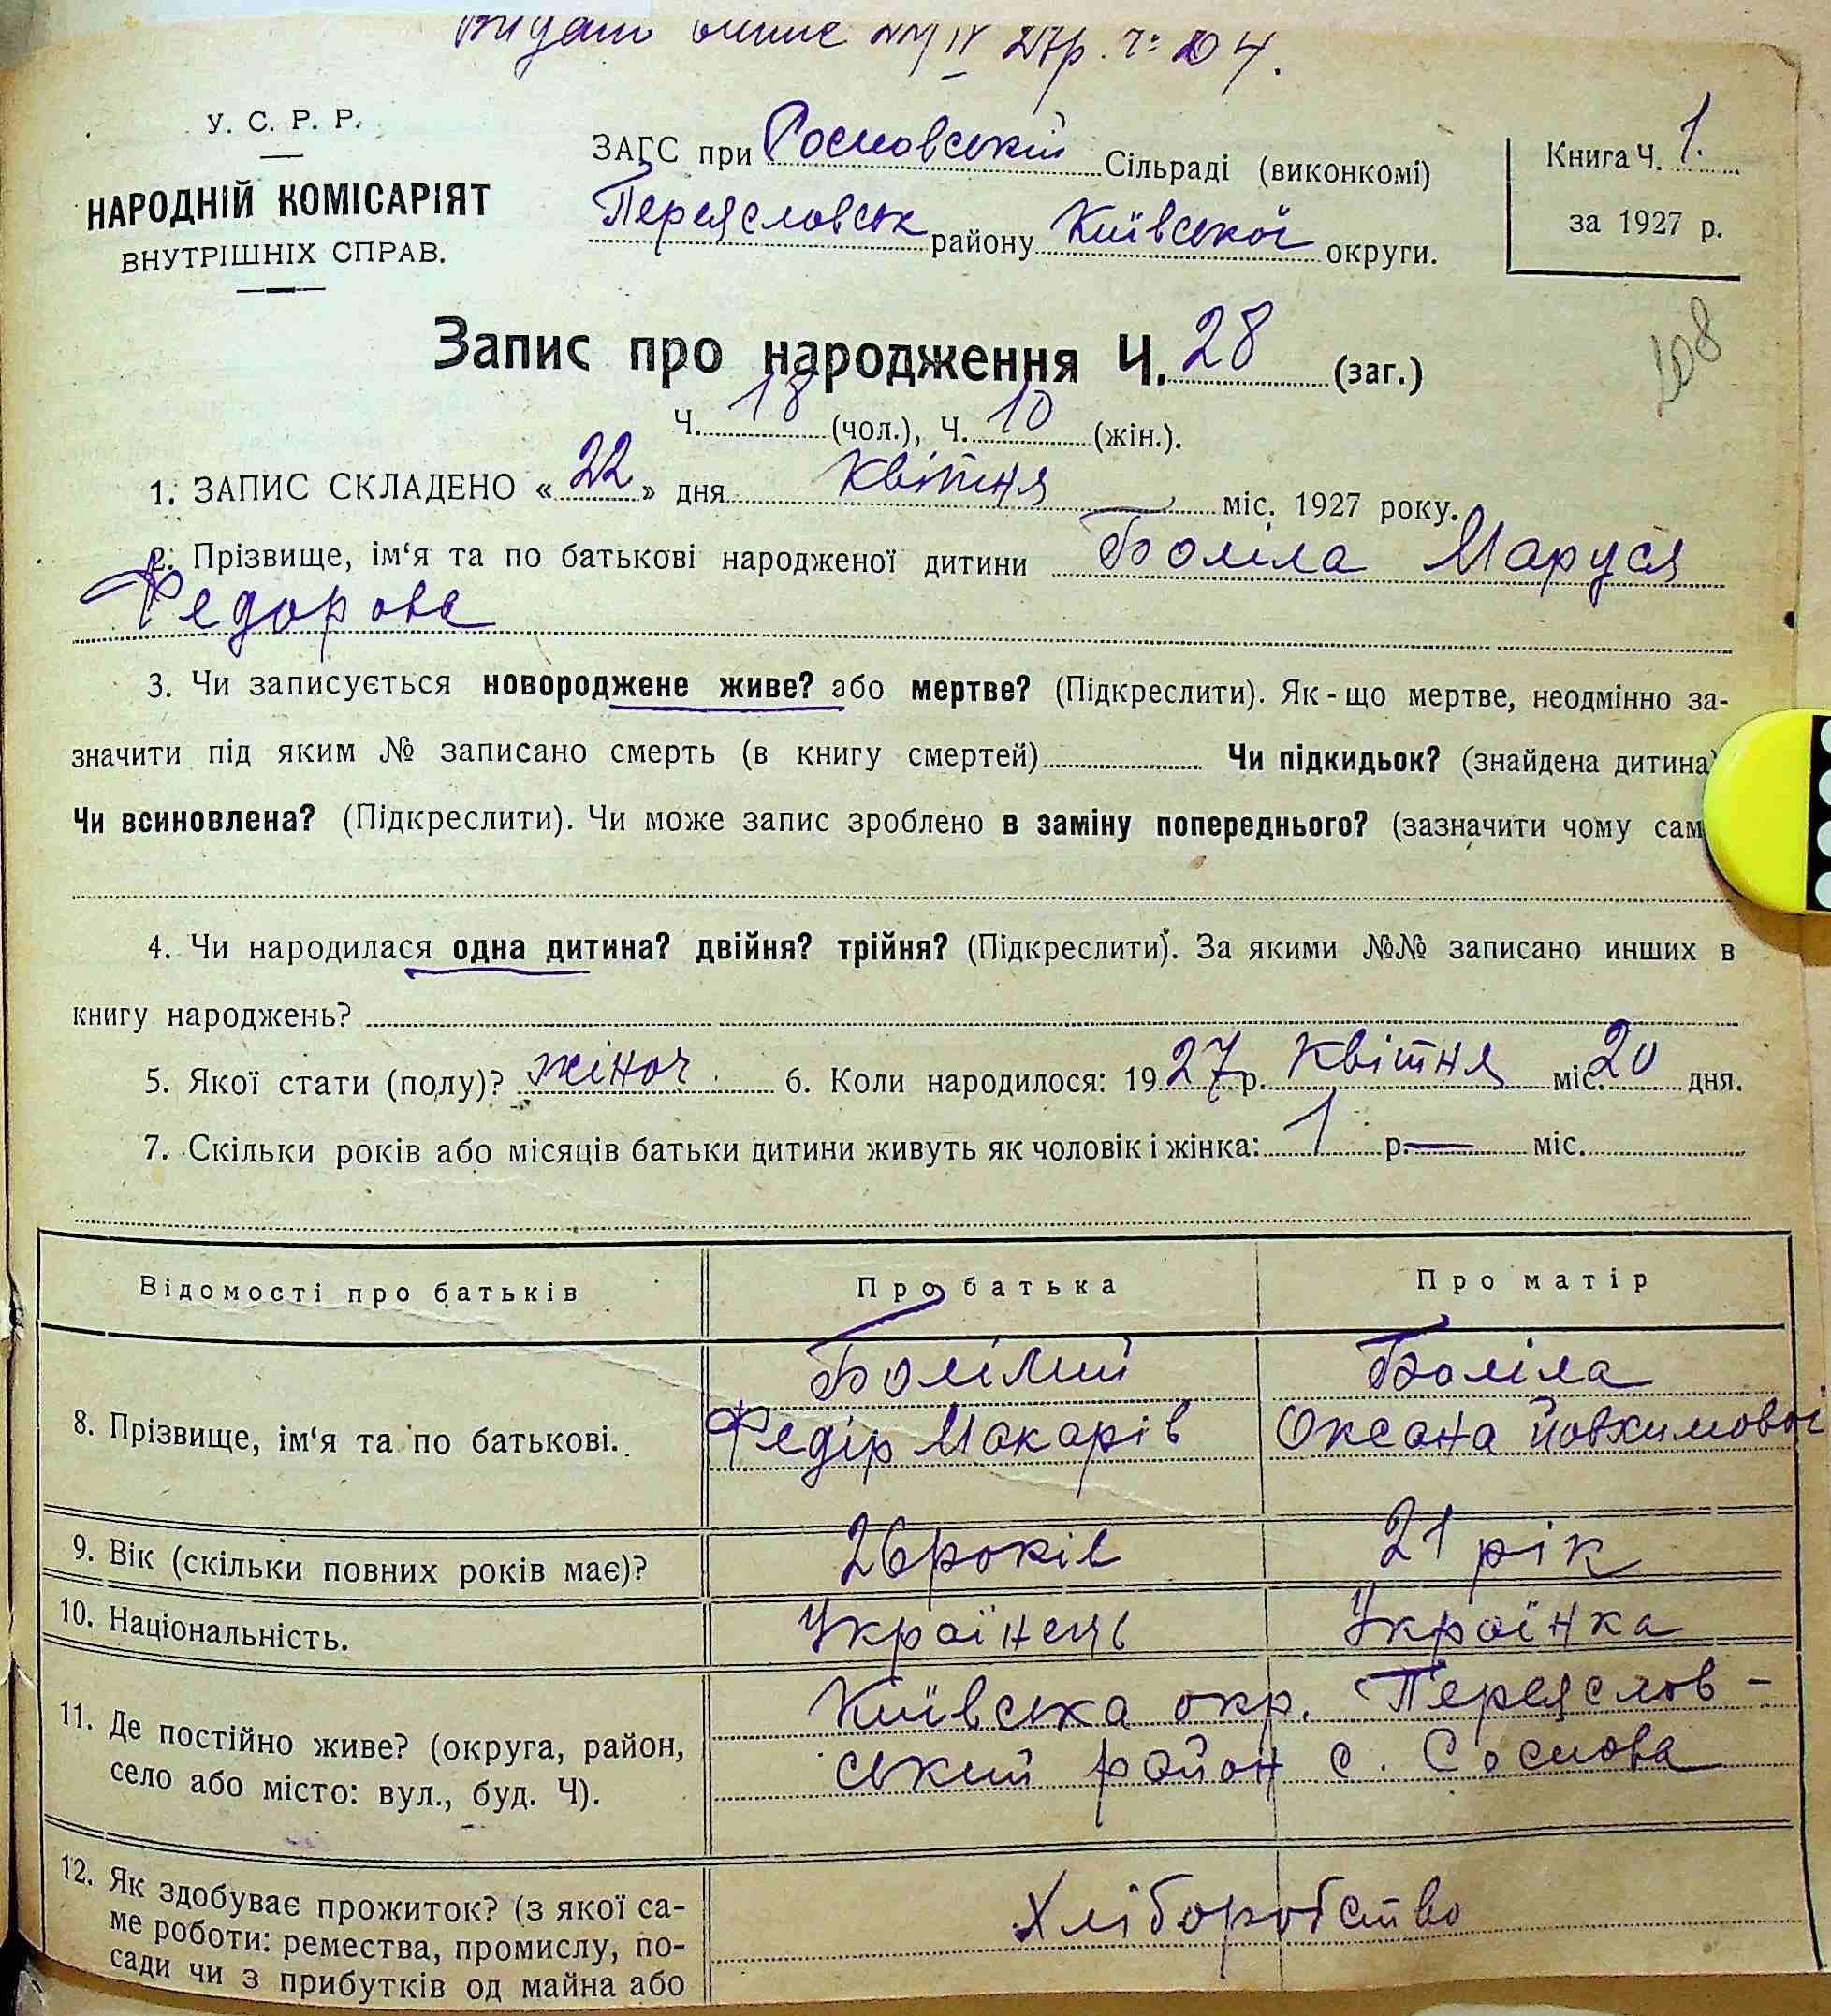 Видано
У. С. Р. Р.
НАРОДНІЙ КОМІСАРІЯТ
ВНУТРІШНІХ СПРАВ.
ЗАГС при Сосновській Сільраді (виконкомі)
Переясловськ району Київської округи.
Книга Ч. 1.
за 1927 р.
108
Запис про народження Ч. 28 (заг.)
Ч. 18 (чол.), Ч. 10 (жін.).
1. ЗАПИС СКЛАДЕНО « 22 » дня Квітня міс. 1927 року.
2. Прізвище, ім‘я та по батькові народженої дитини Боліла Маруся
Федорова
3. Чи записується новороджене живе? або мертве? (Підкреслити). Як-що мертве, неодмінно за-
значити під яким № записано смерть (в книгу смертей) Чи підкидьок? (знайдена дитина)
Чи всиновлена? (Підкреслити). Чи може запис зроблено в заміну попереднього? (зазначити чому сам
4. Чи народилася одна дитина? двійня? трійня? (Підкреслити). За якими №№ записано инших в
книгу народжень?
5. Якої стати (полу)? жіноч. 6. Коли народилося: 1927 р. Квітня міс. 20 дня.
7. Скільки років або місяців батьки дитини живуть як чоловік і жінка: 1 р. — міс.
Відомості про батьків Про батька Про матір
8. Прізвище, ім‘я та по батькові. Болілий Боліла
Федір Макарів Оксана Йовхимової
9. Вік (скільки повних років має)? 26 років 21 рік
10. Національність. Українець Українка
11. Де постійно живе? (округа, район, Київська окр. Переяслов-
село або місто: вул., буд. Ч). ський район с. Соснова
12. Як здобуває прожиток? (з якої са- Хліборобство
ме роботи: ремества, промислу, по-
сади чи з прибутків од майна або